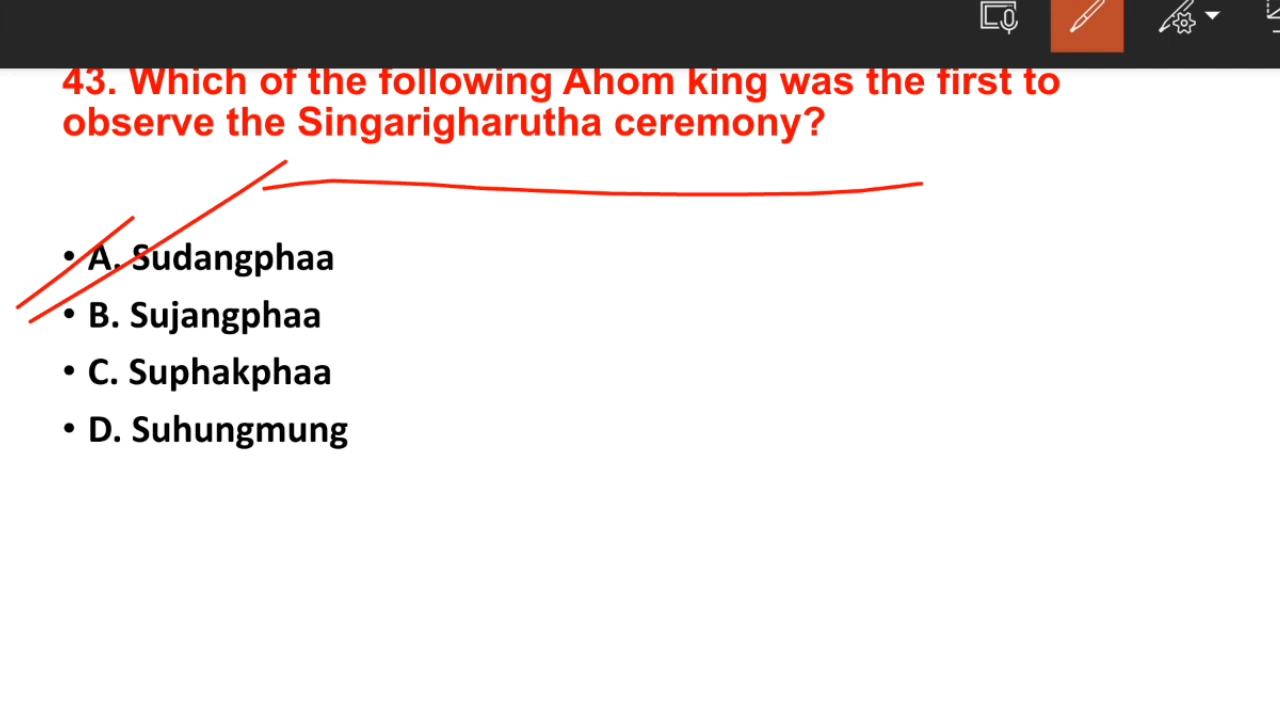 43. Which of the following Ahom king was the first to
observe the Singarigharutha ceremony?
• A. Sudangphaa
• B. Sujangphaa
• C. Suphakphaa
• D. Suhungmung